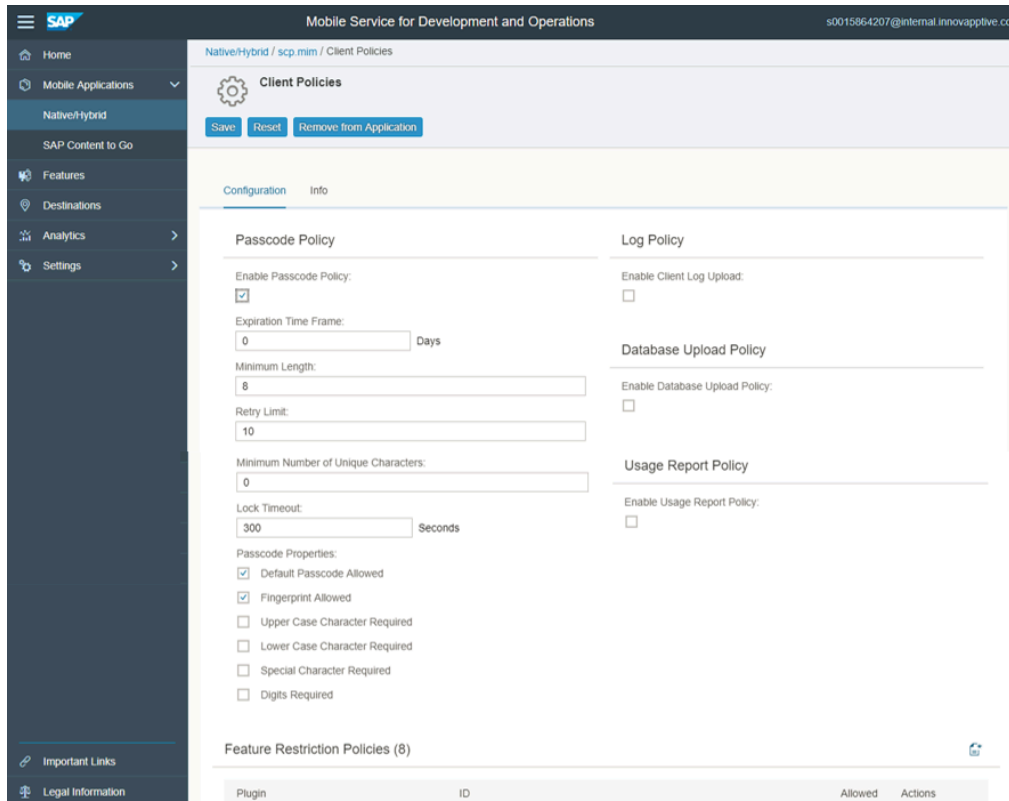 SAP
Mobile Service for Development and Operations
s0015864207@internal.innovapptive.co
Home
Mobile Applications
Native/Hybrid
SAP Content to Go
Features
Destinations
Analytics
Settings
Important Links
Legal Information
Native/Hybrid / scp.mim / Client Policies
Client Policies
Save Reset Remove from Application
Configuration Info
Passcode Policy
Enable Passcode Policy:
Expiration Time Frame:
0 Days
Minimum Length:
8
Retry Limit:
10
Minimum Number of Unique Characters:
0
Lock Timeout:
300 Seconds
Passcode Properties:
Default Passcode Allowed
Fingerprint Allowed
Upper Case Character Required
Lower Case Character Required
Special Character Required
Digits Required
Log Policy
Enable Client Log Upload:
Database Upload Policy
Enable Database Upload Policy:
Usage Report Policy
Enable Usage Report Policy:
Feature Restriction Policies (8)
Plugin ID Allowed Actions